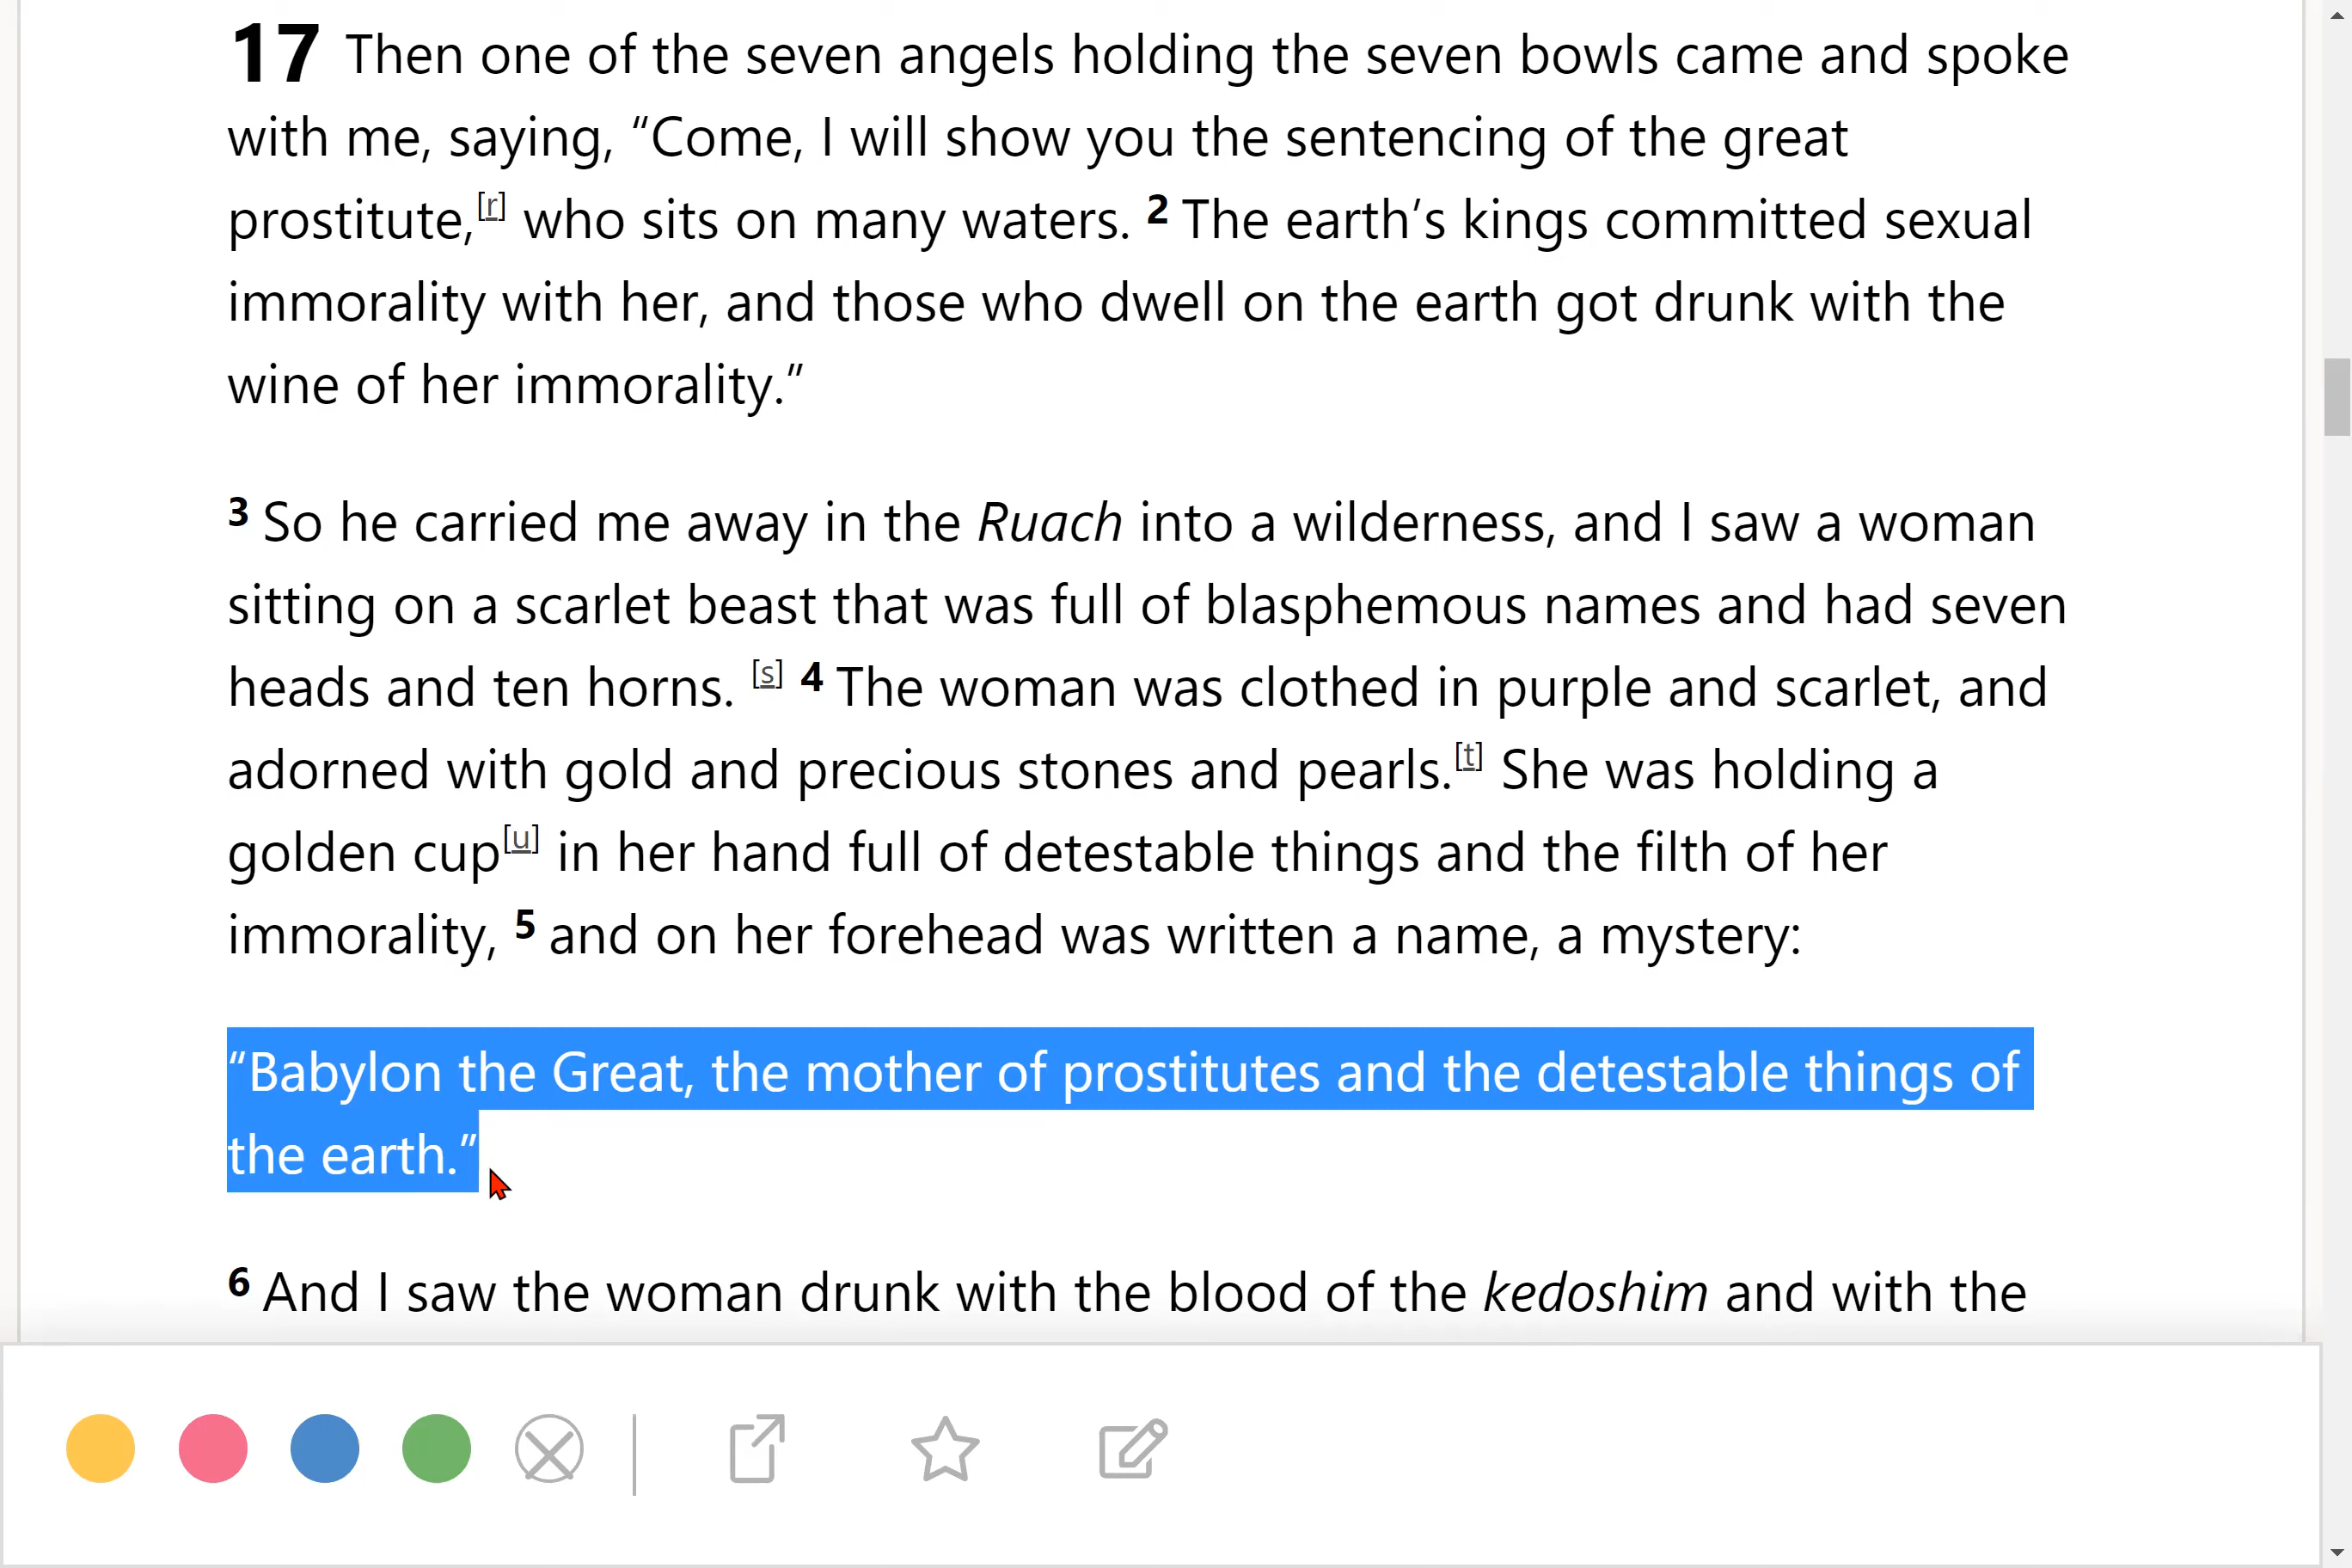 17 Then one of the seven angels holding the seven bowls came and spoke
with me, saying, “Come, I will show you the sentencing of the great
prostitute,[r] who sits on many waters. 2 The earth’s kings committed sexual
immorality with her, and those who dwell on the earth got drunk with the
wine of her immorality.”
3 So he carried me away in the Ruach into a wilderness, and I saw a woman
sitting on a scarlet beast that was full of blasphemous names and had seven
heads and ten horns. [s] 4 The woman was clothed in purple and scarlet, and
adorned with gold and precious stones and pearls.[t] She was holding a
golden cup[u] in her hand full of detestable things and the filth of her
immorality, 5 and on her forehead was written a name, a mystery:
“Babylon the Great, the mother of prostitutes and the detestable things of
the earth.”
6 And I saw the woman drunk with the blood of the kedoshim and with the